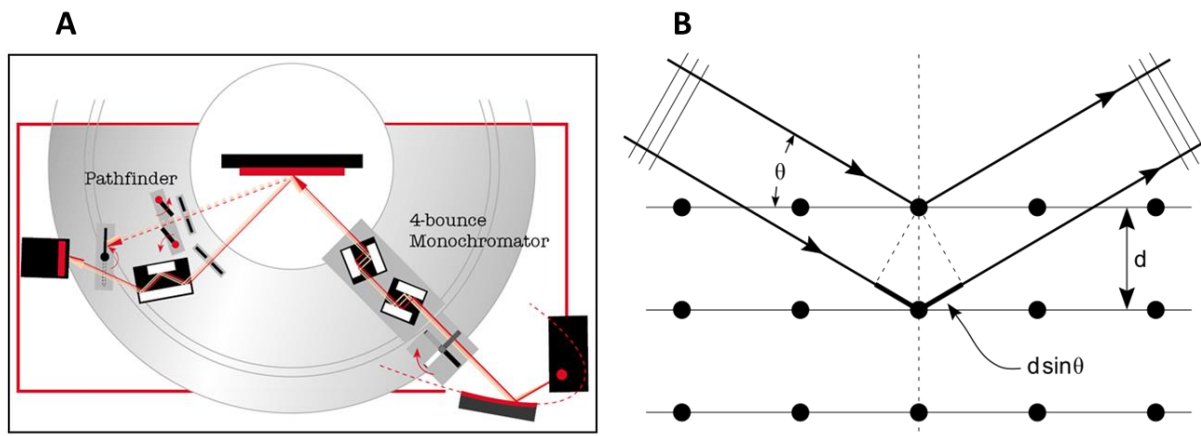 A
B
Pathfinder
4-bounce
Monochromator
θ
d
d sinθ